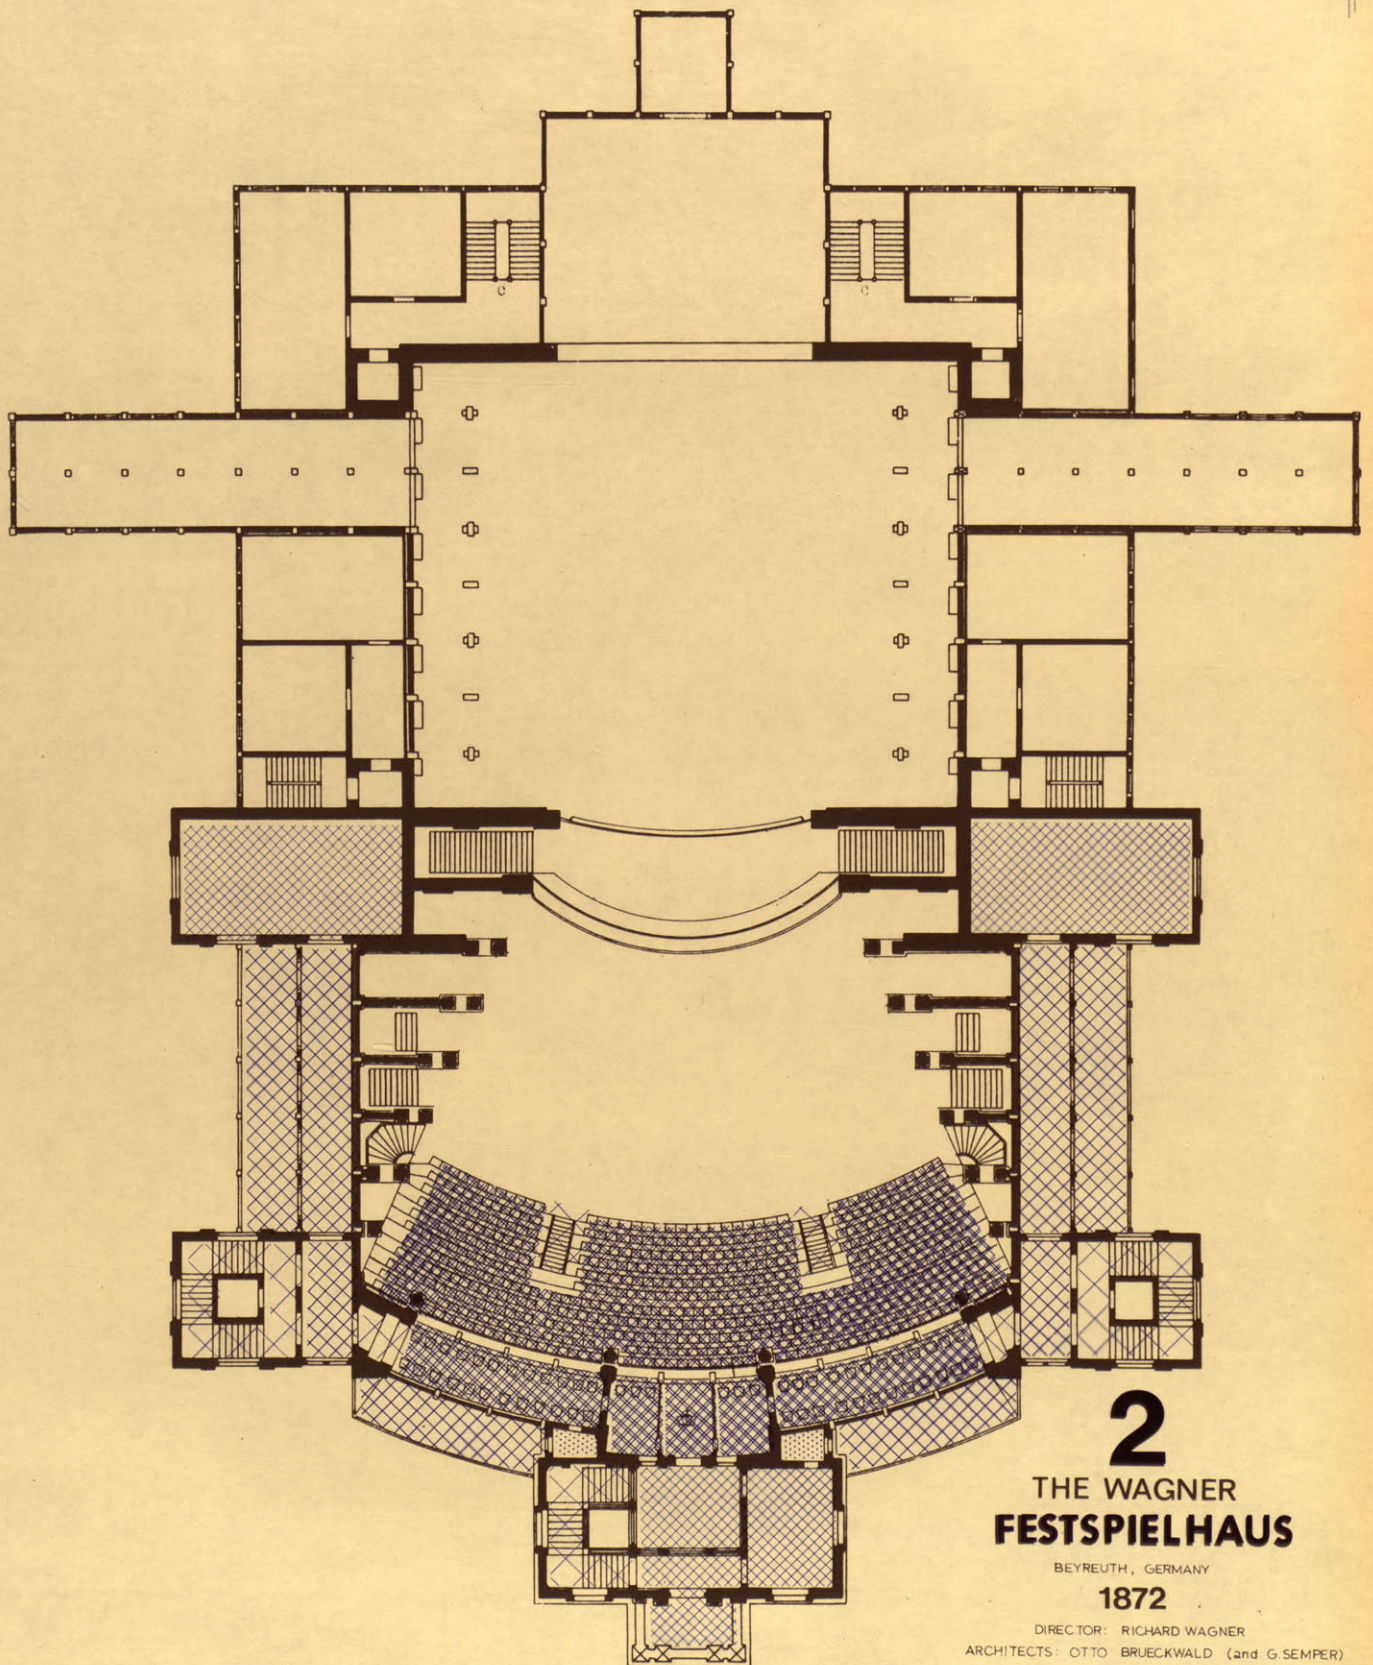 C
C
2
THE WAGNER
FESTSPIELHAUS
BEYREUTH, GERMANY
1872
DIRECTOR: RICHARD WAGNER
ARCHITECTS: OTTO BRUECKWALD (and G.SEMPER)